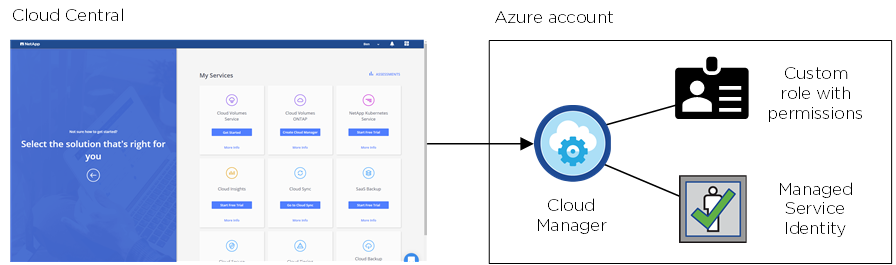 Cloud Central
Azure account
NetApp
Ben
My Services
ASSIGNMENTS
Not sure how to get started?
Select the solution that's right for
you
Cloud Volumes
Service
Get Started
More Info
Cloud Volumes
ONTAP
Create Cloud Manager
More Info
NetApp Kubernetes
Service
Start Free Trial
More Info
Cloud Insights
Start Free Trial
More Info
Cloud Sync
Go to Cloud Sync
More Info
SaaS Backup
Start Free Trial
More Info
Cloud Backup
Cloud
Manager
Custom
role with
permissions
Managed
Service
Identity